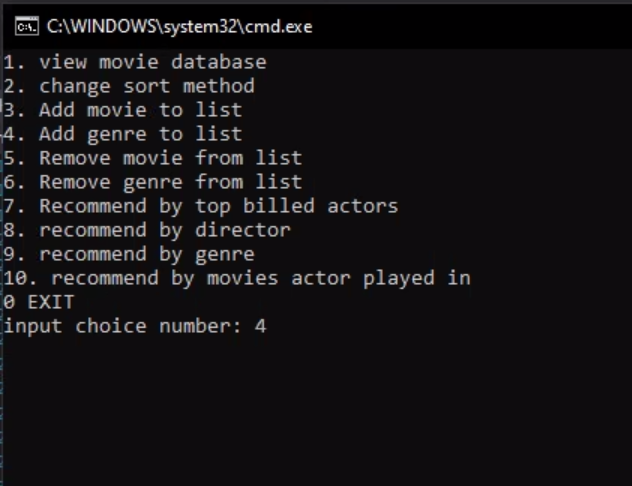 C:\WINDOWS\system32\cmd.exe
1. view movie database
2. change sort method
3. Add movie to list
4. Add genre to list
5. Remove movie from list
6. Remove genre from list
7. Recommend by top billed actors
8. recommend by director
9. recommend by genre
10. recommend by movies actor played in
0 EXIT
input choice number: 4